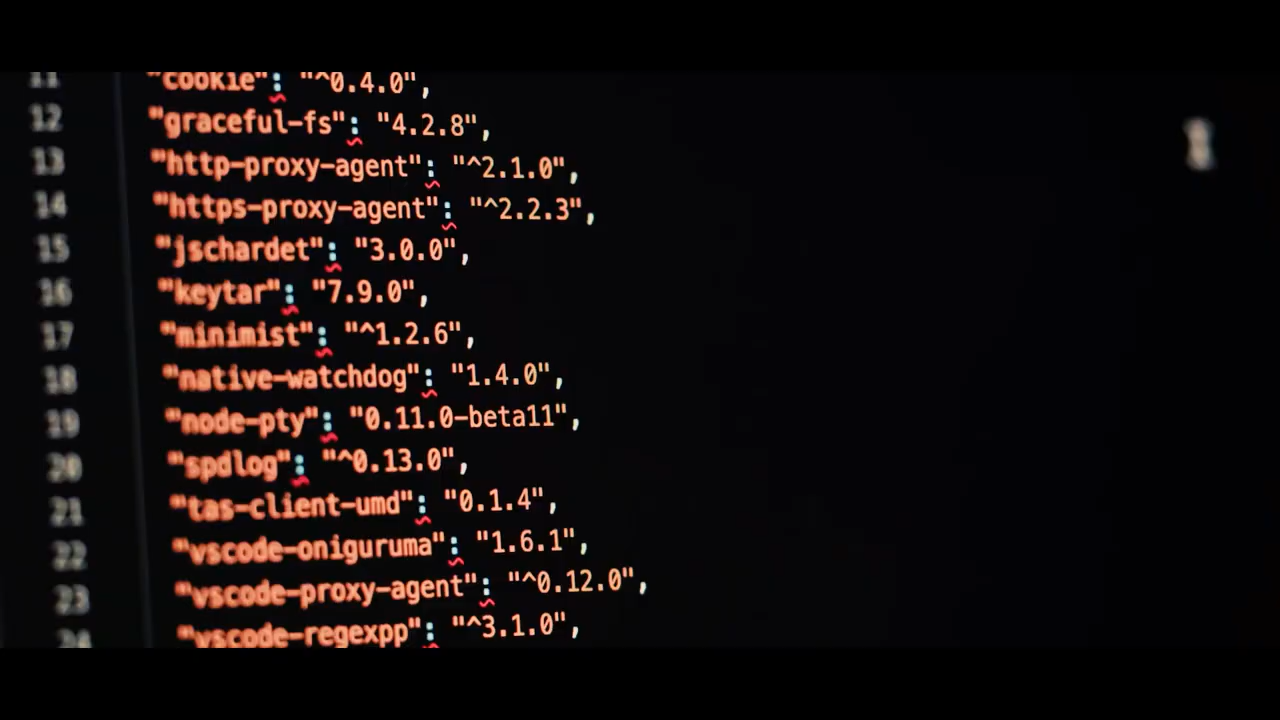 11 "cookie": "^0.4.0",
12 "graceful-fs": "4.2.8",
13 "http-proxy-agent": "^2.1.0",
14 "https-proxy-agent": "^2.2.3",
15 "jschardet": "3.0.0",
16 "keytar": "7.9.0",
17 "minimist": "^1.2.6",
18 "native-watchdog": "1.4.0",
19 "node-pty": "0.11.0-beta11",
20 "spdlog": "^0.13.0",
21 "tas-client-umd": "0.1.4",
22 "vscode-oniguruma": "1.6.1",
23 "vscode-proxy-agent": "^0.12.0",
24 "vscode-regexpp": "^3.1.0",